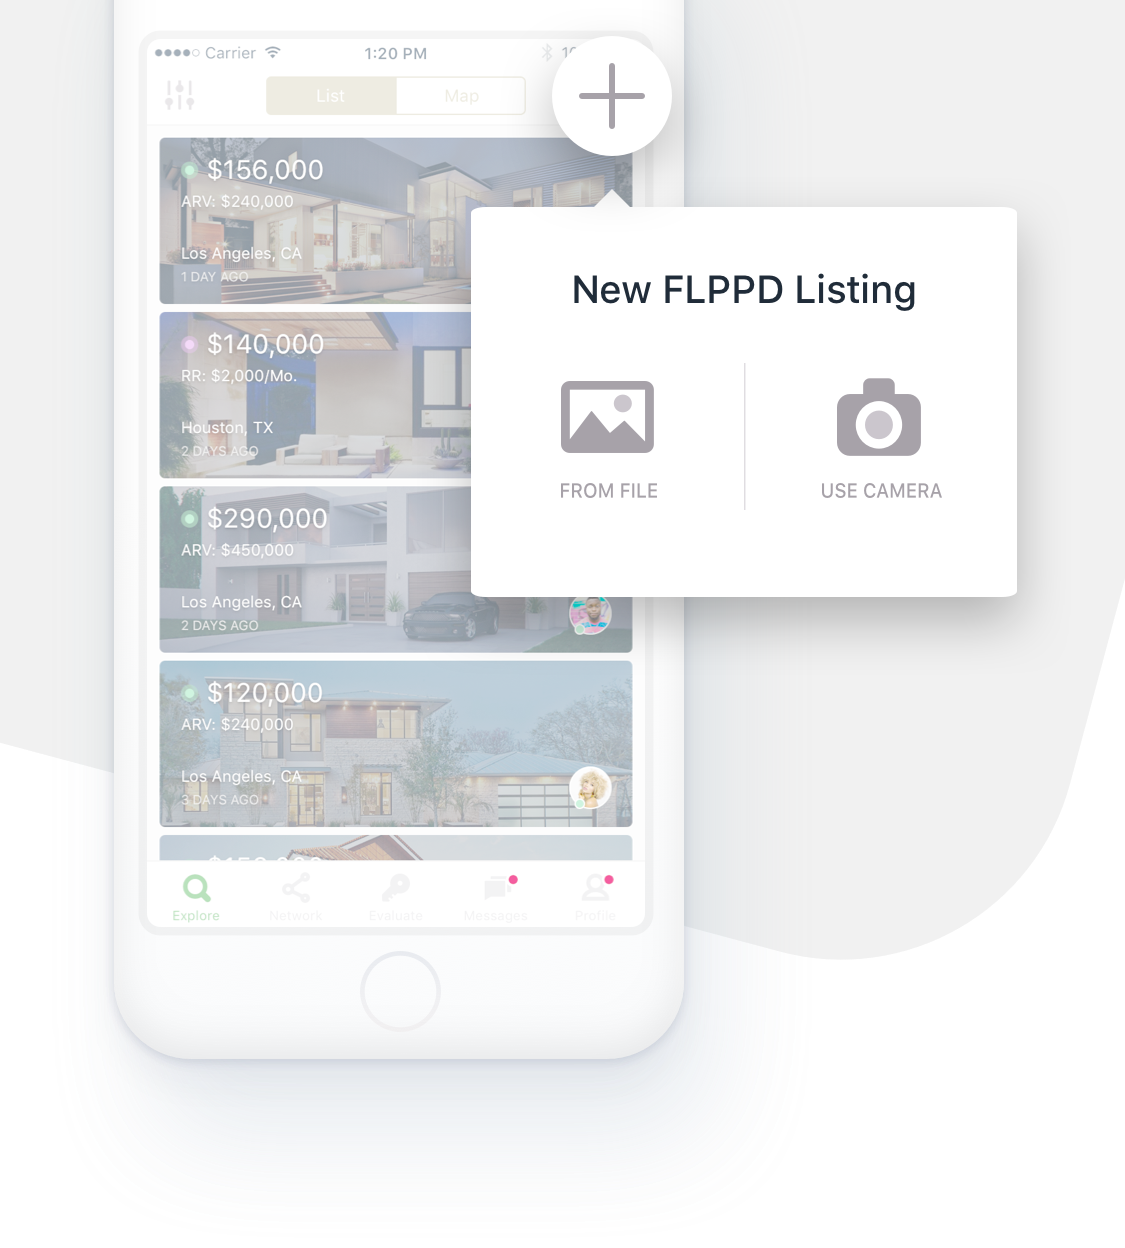 Carrier
1:20 PM
List
Map
$156,000
ARV: $240,000
Los Angeles, CA
1 DAY AGO
New FLPPD Listing
FROM FILE
USE CAMERA
$140,000
RR: $2,000/Mo.
Houston, TX
2 DAYS AGO
$290,000
ARV: $450,000
Los Angeles, CA
2 DAYS AGO
$120,000
ARV: $240,000
Los Angeles, CA
3 DAYS AGO
Explore
Network
Evaluate
Messages
Profile